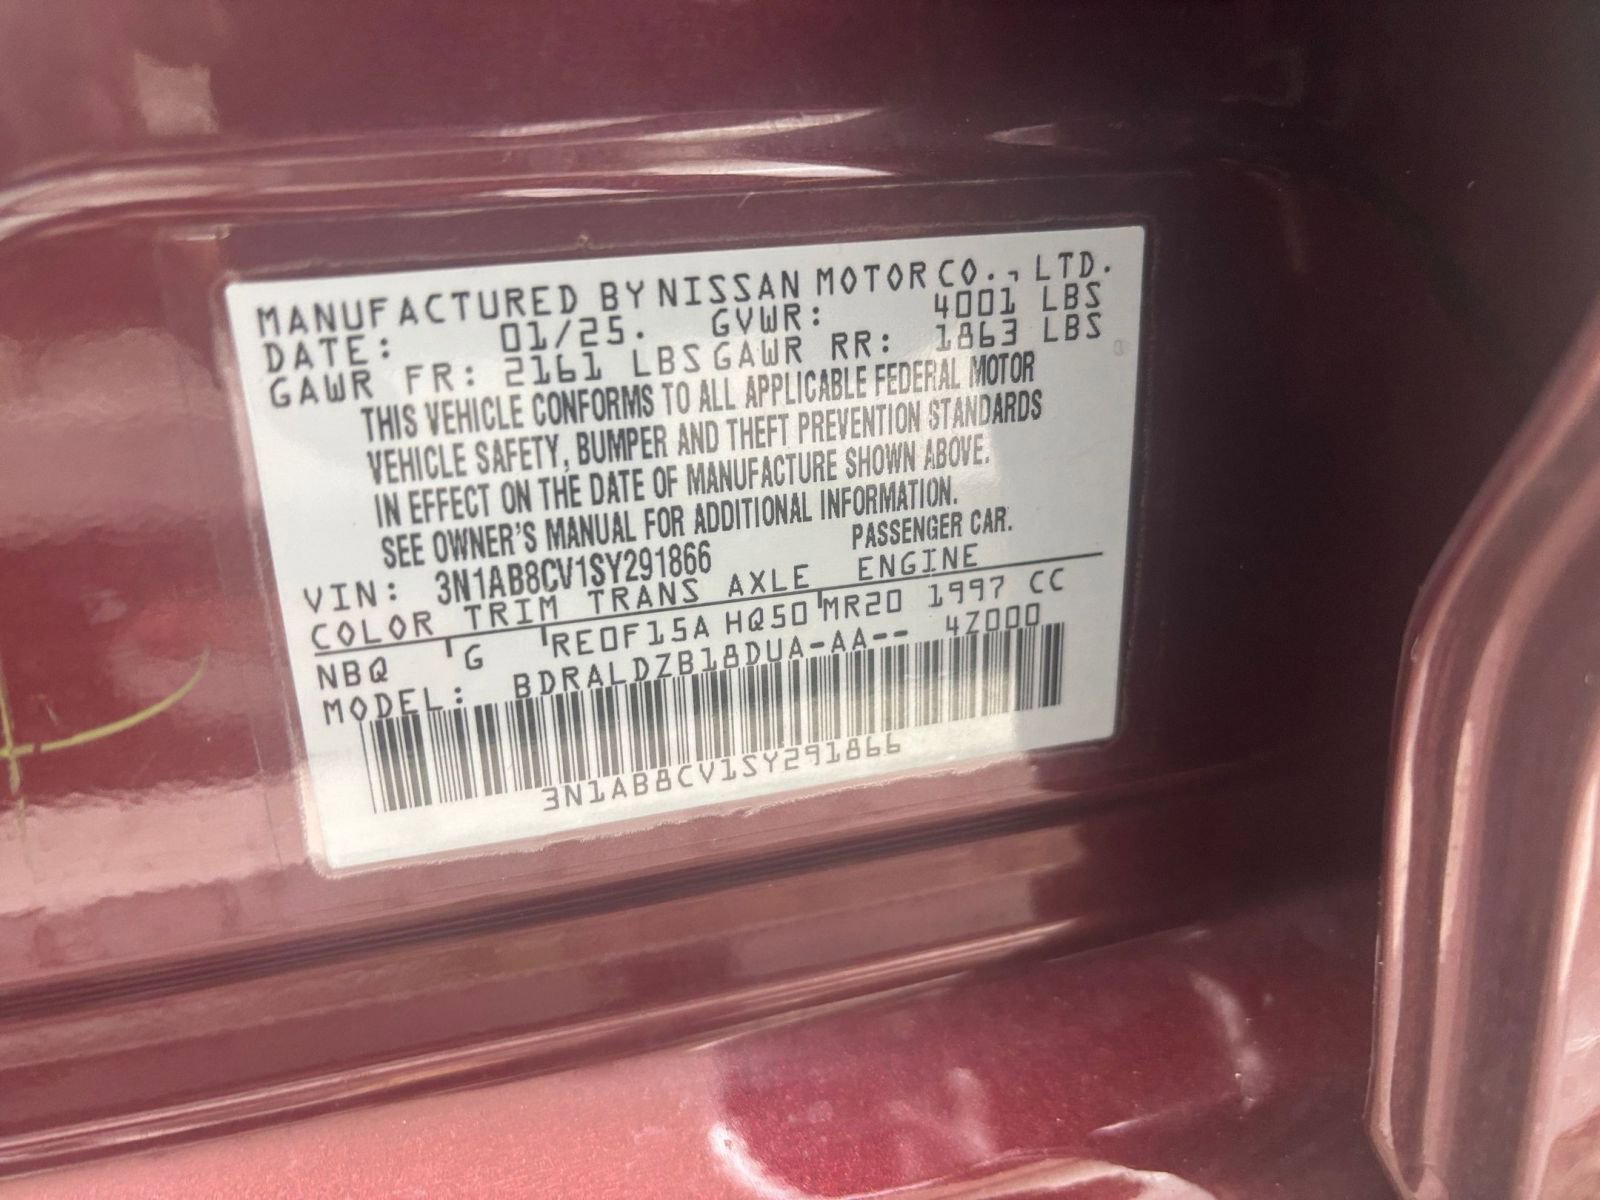 MANUFACTURED BY NISSAN MOTOR CO., LTD.
DATE: 01/25. GVWR: 4001 LBS
GAWR FR: 2161 LBS GAWR RR: 1863 LBS
THIS VEHICLE CONFORMS TO ALL APPLICABLE FEDERAL MOTOR
VEHICLE SAFETY, BUMPER AND THEFT PREVENTION STANDARDS
IN EFFECT ON THE DATE OF MANUFACTURE SHOWN ABOVE.
SEE OWNER'S MANUAL FOR ADDITIONAL INFORMATION.
VIN: 3N1AB8CV1SY291866 PASSENGER CAR.
COLOR TRIM TRANS AXLE ENGINE
NBQ G RE0F15A HQ50 MR20 1997 CC
MODEL: BDRALDZB18DUA-AA-- 4Z000
3N1AB8CV1SY291866